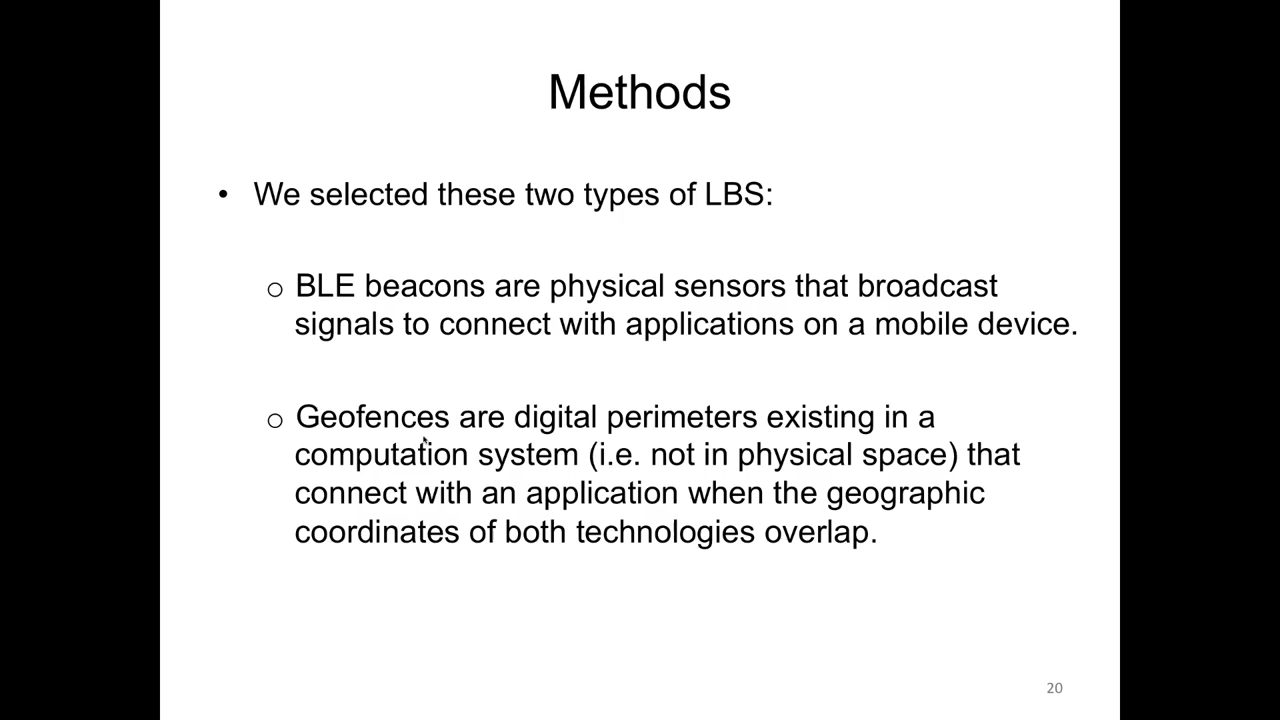 Methods
• We selected these two types of LBS:
o BLE beacons are physical sensors that broadcast
signals to connect with applications on a mobile device.
o Geofences are digital perimeters existing in a
computation system (i.e. not in physical space) that
connect with an application when the geographic
coordinates of both technologies overlap.
20